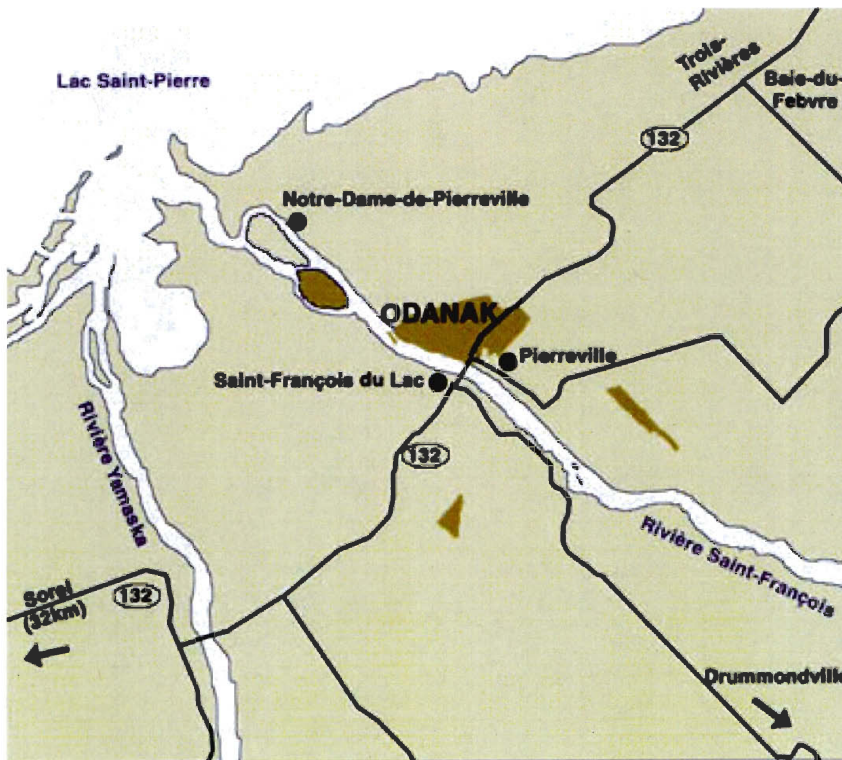 Lac Saint-Pierre
Trois-
Rivières
Baie-du-
Febvre
132
Notre-Dame-de-Pierreville
ODANAK
Pierreville
Saint-François du Lac
132
Rivière Yamaska
Rivière Saint-François
Sorel
(32km)
132
Drummondville